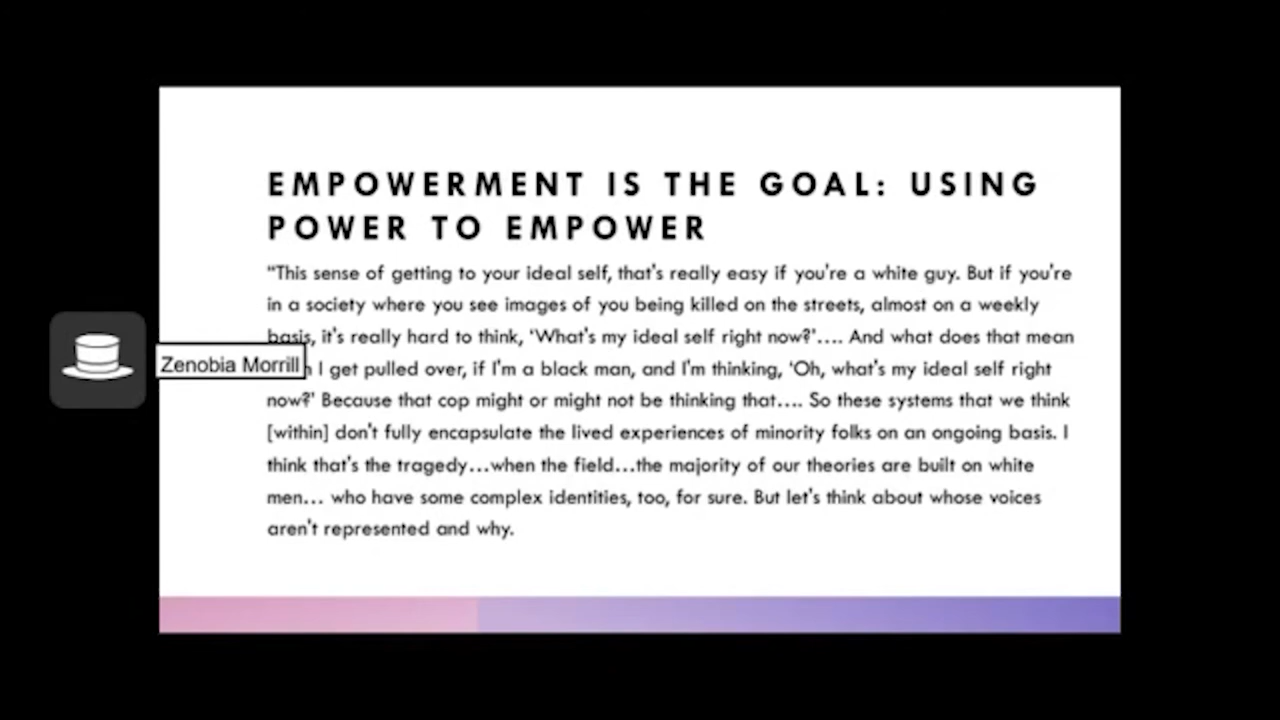 EMPOWERMENT IS THE GOAL: USING
POWER TO EMPOWER
"This sense of getting to your ideal self, that's really easy if you're a white guy. But if you're
in a society where you see images of you being killed on the streets, almost on a weekly
basis, it's really hard to think, 'What's my ideal self right now?'…. And what does that mean
I get pulled over, if I'm a black man, and I'm thinking, 'Oh, what's my ideal self right
Zenobia Morrill
now?' Because that cop might or might not be thinking that…. So these systems that we think
[within] don't fully encapsulate the lived experiences of minority folks on an ongoing basis. I
think that's the tragedy…when the field…the majority of our theories are built on white
men… who have some complex identities, too, for sure. But let's think about whose voices
aren't represented and why.